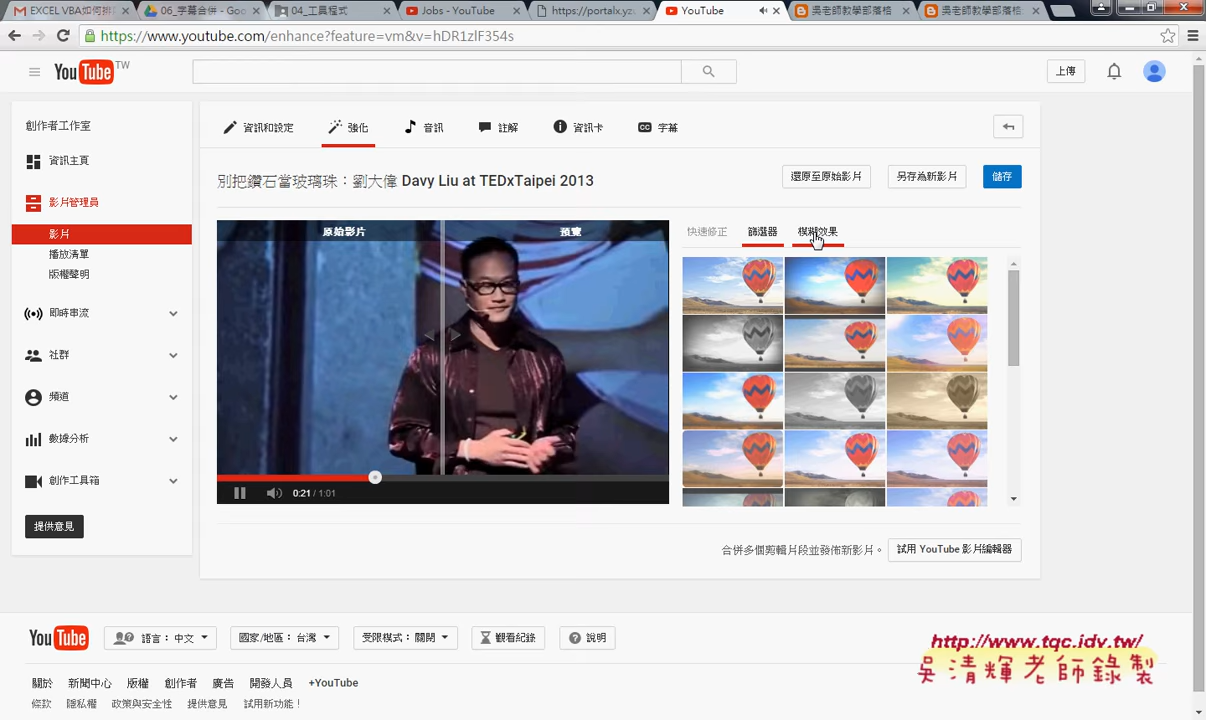 EXCEL VBA如何排
06_字幕合併 - Goo
04_工具程式
Jobs - YouTube
https://portalx.yz
YouTube
吳老師教學部落格
吳老師教學部落格
https://www.youtube.com/enhance?feature=vm&v=hDR1zlF354s
YouTube TW
上傳
創作者工作室
資訊主頁
影片管理員
影片
播放清單
版權聲明
即時串流
社群
頻道
數據分析
創作工具箱
提供意見
資訊和設定
強化
音訊
註解
資訊卡
CC 字幕
別把鑽石當玻璃珠：劉大偉 Davy Liu at TEDxTaipei 2013
還原至原始影片
另存為新影片
儲存
原始影片
預覽
快速修正
篩選器
模糊效果
0:21 / 1:01
合併多個剪輯片段並發佈新影片。
試用 YouTube 影片編輯器
YouTube
語言： 中文
國家/地區： 台灣
受限模式： 關閉
觀看紀錄
說明
關於 新聞中心 版權 創作者 廣告 開發人員 +YouTube
條款 隱私權 政策與安全性 提供意見 試用新功能！
http://www.tqc.idv.tw/
吳清輝老師錄製